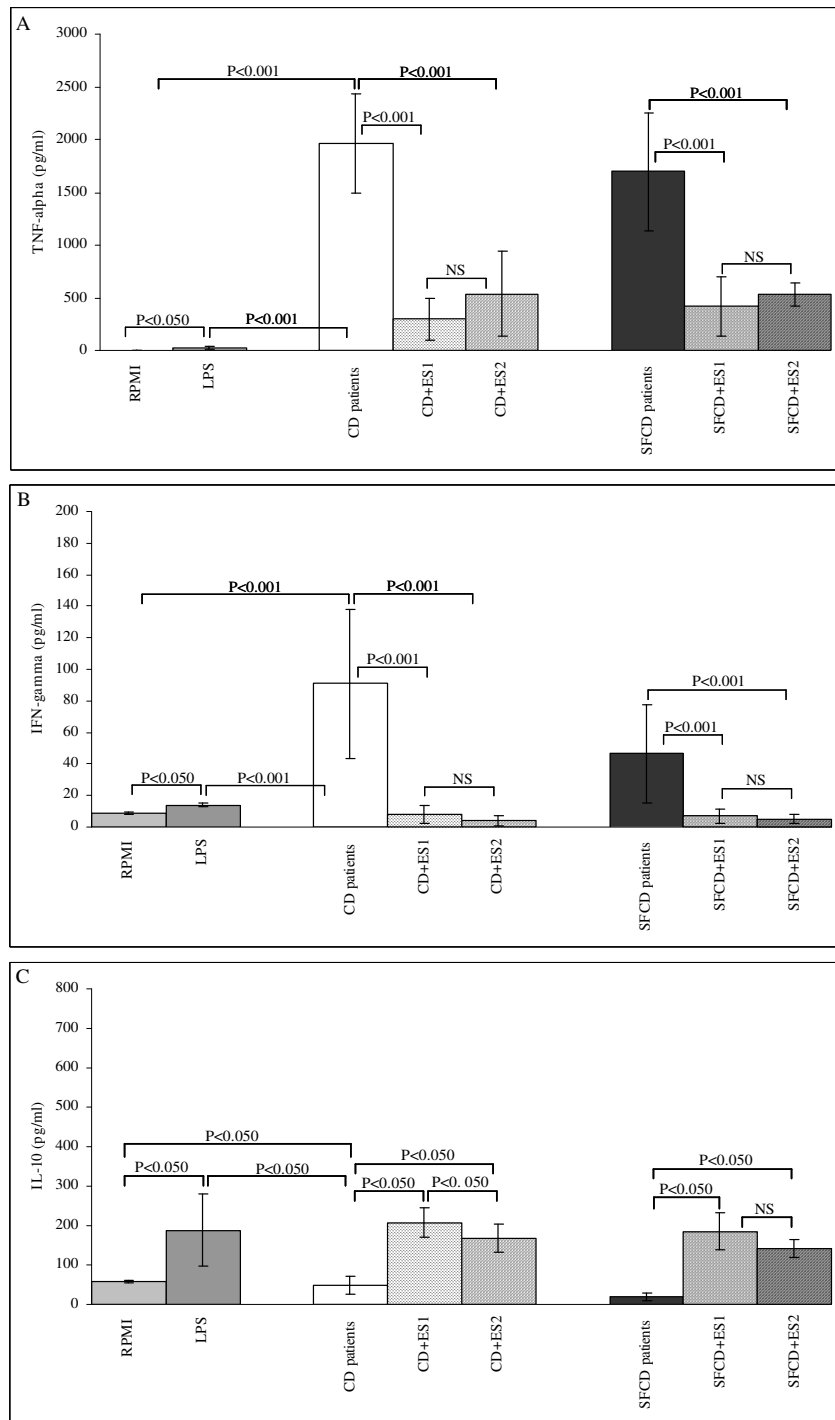 A
3000
P<0.001
P<0.001
2500
P<0.001
P<0.001
2000
P<0.001
TNF-alpha (pg/ml)
1500
1000
NS
NS
500
P<0.050
P<0.001
0
RPMI
LPS
CD patients
CD+ES1
CD+ES2
SFCD patients
SFCD+ES1
SFCD+ES2
B
200
180
160
P<0.001
P<0.001
140
120
P<0.001
100
P<0.001
IFN-gamma (pg/ml)
80
P<0.001
60
40
P<0.050
P<0.001
NS
NS
20
0
RPMI
LPS
CD patients
CD+ES1
CD+ES2
SFCD patients
SFCD+ES1
SFCD+ES2
C
800
700
600
500
IL-10 (pg/ml)
400
P<0.050
P<0.050
P<0.050
P<0.050
P<0.050
300
P<0.050
P<0. 050
P<0.050
NS
200
100
0
RPMI
LPS
CD patients
CD+ES1
CD+ES2
SFCD patients
SFCD+ES1
SFCD+ES2